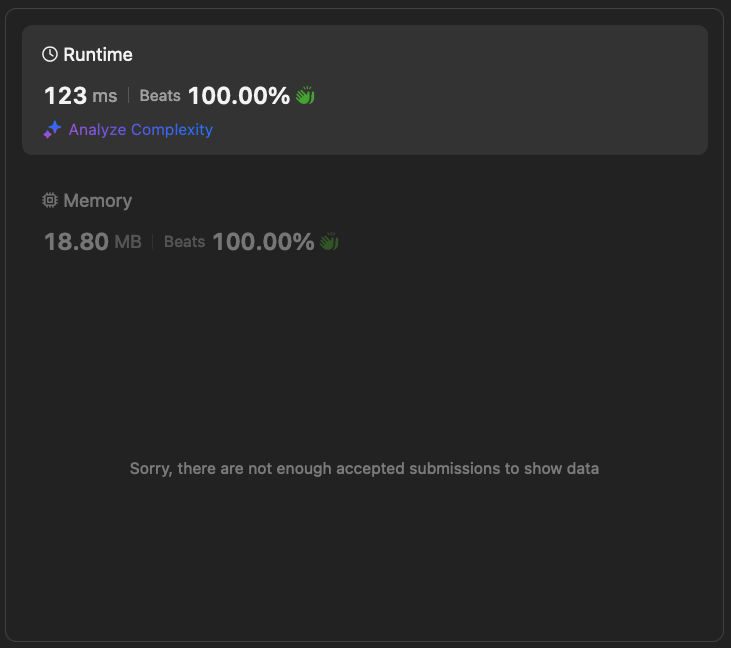 Runtime
123 ms | Beats 100.00%
Analyze Complexity
Memory
18.80 MB | Beats 100.00%
Sorry, there are not enough accepted submissions to show data